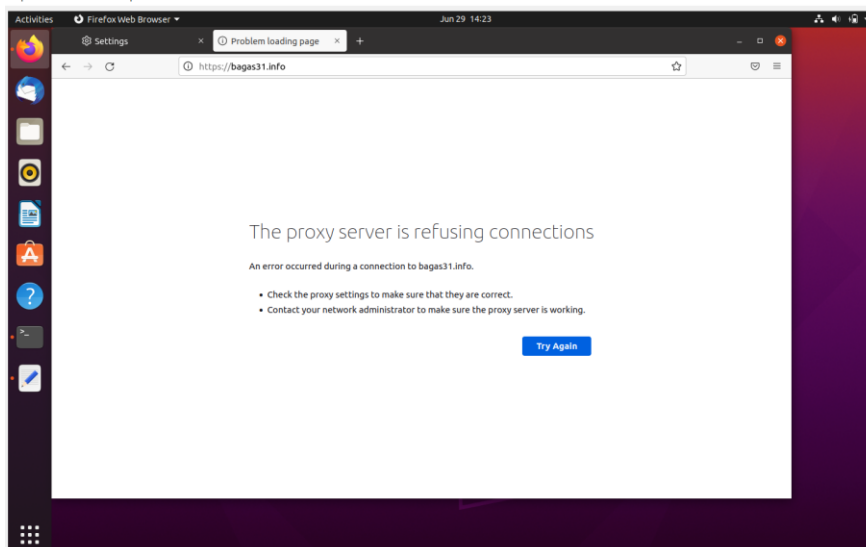 Activities
Firefox Web Browser
Jun 29 14:23
Settings
Problem loading page
https://bagas31.info
The proxy server is refusing connections
An error occurred during a connection to bagas31.info.
Check the proxy settings to make sure that they are correct.
Contact your network administrator to make sure the proxy server is working.
Try Again